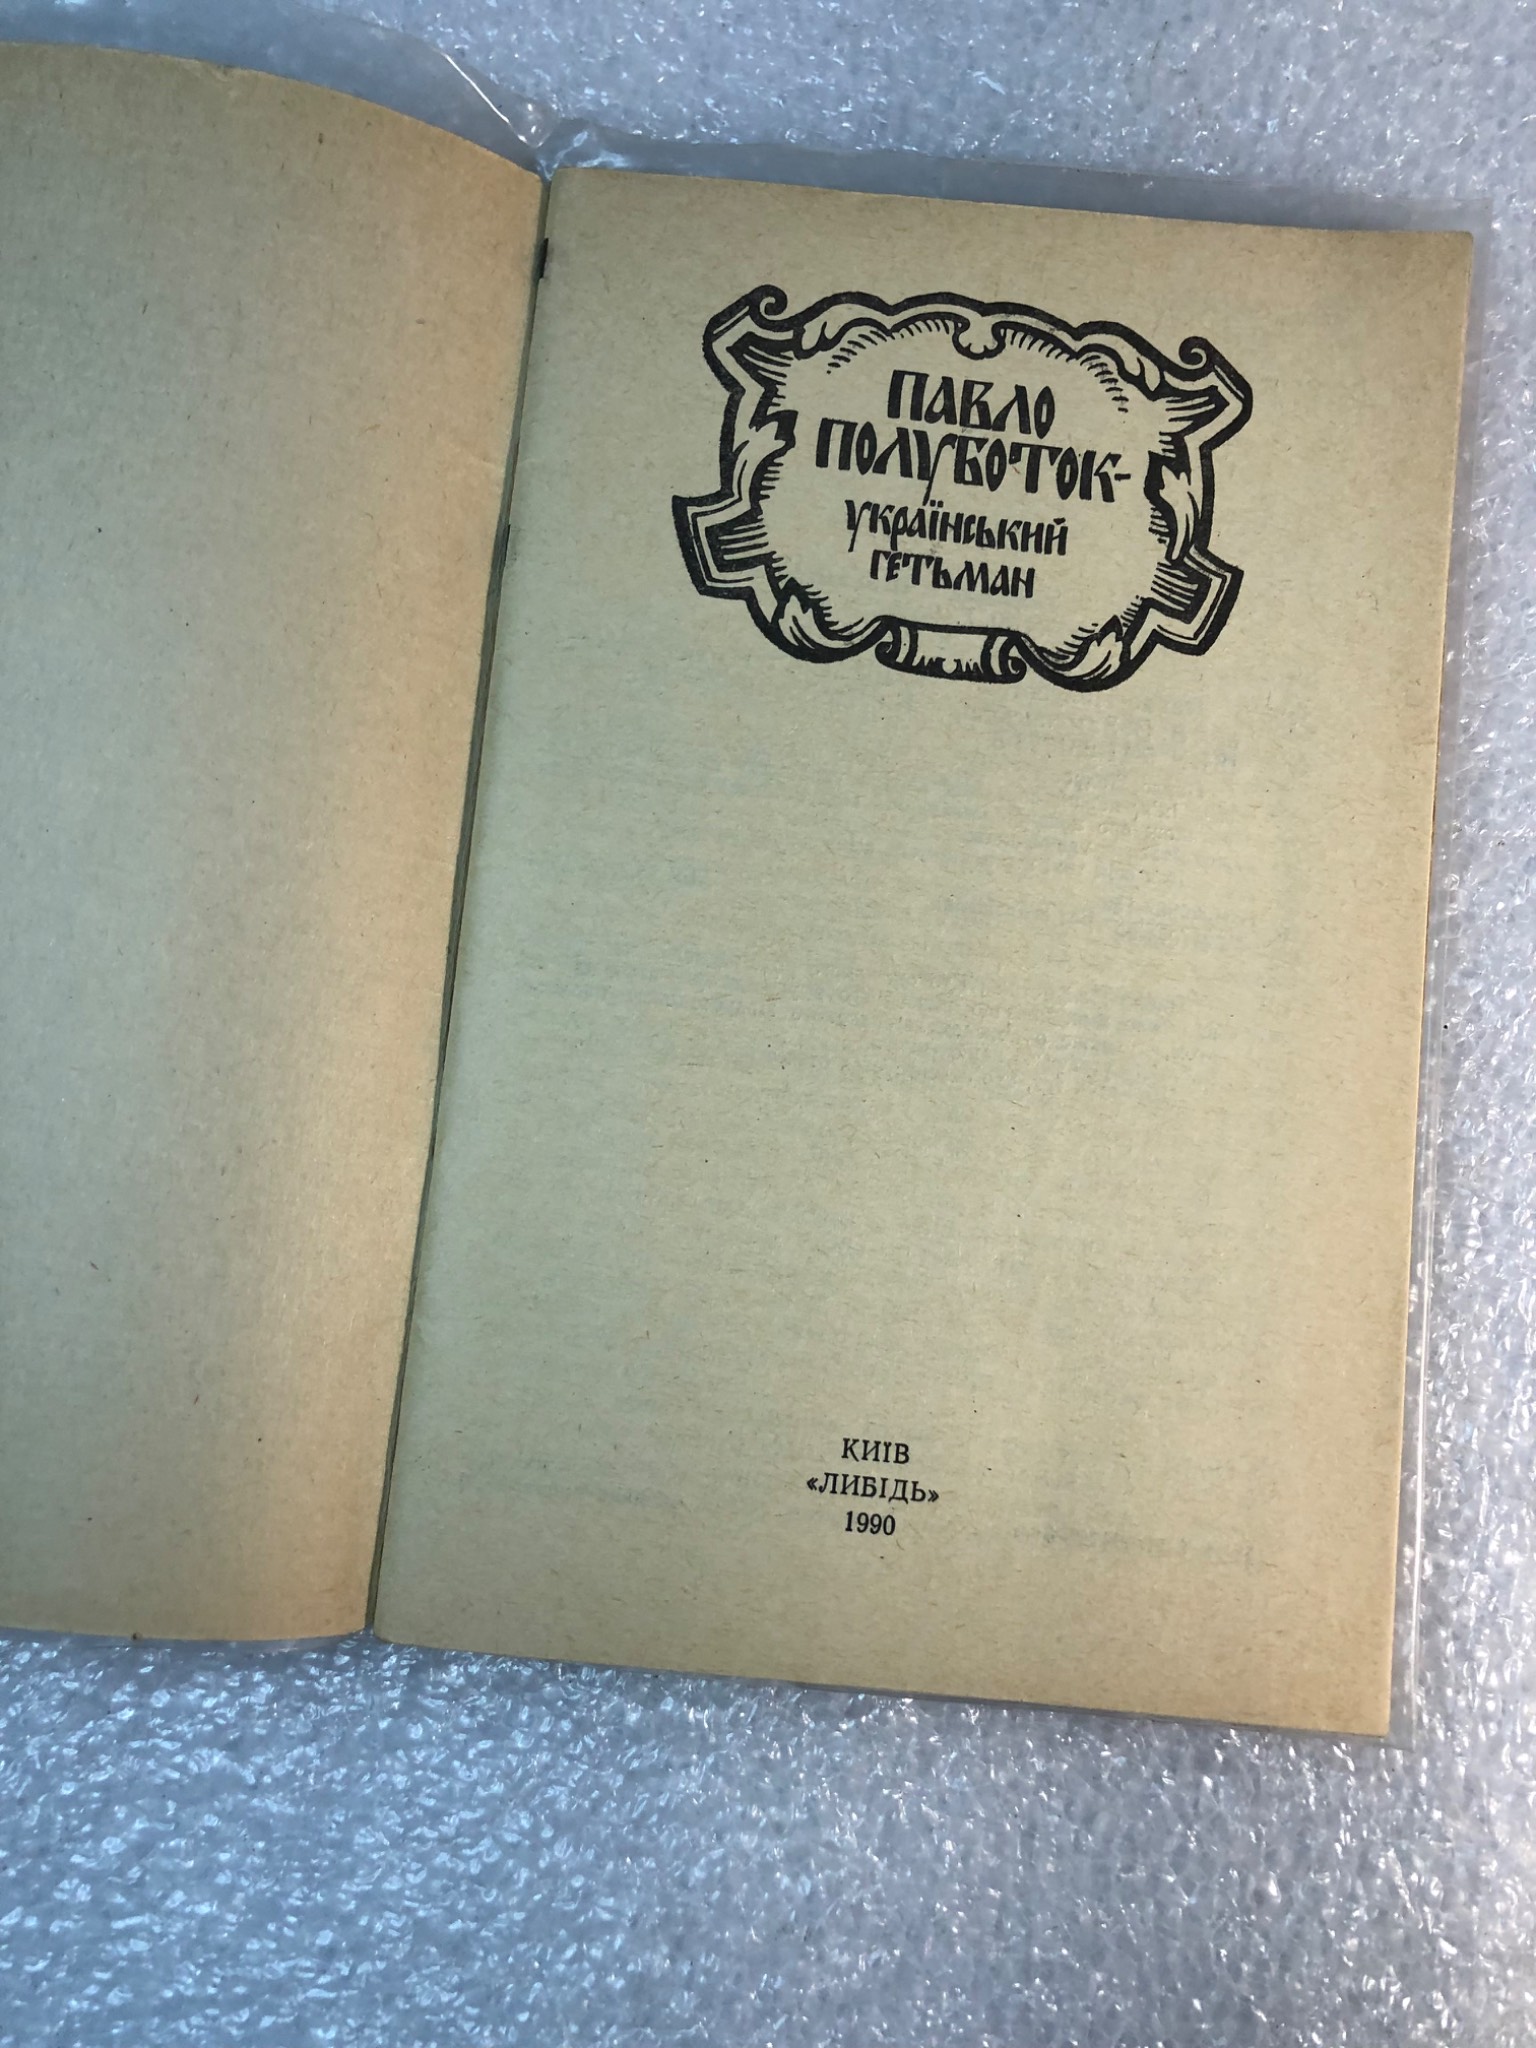 ПАВЛО
ПОЛУБОТОК-
український
гетьман
КИЇВ
«ЛИБІДЬ»
1990